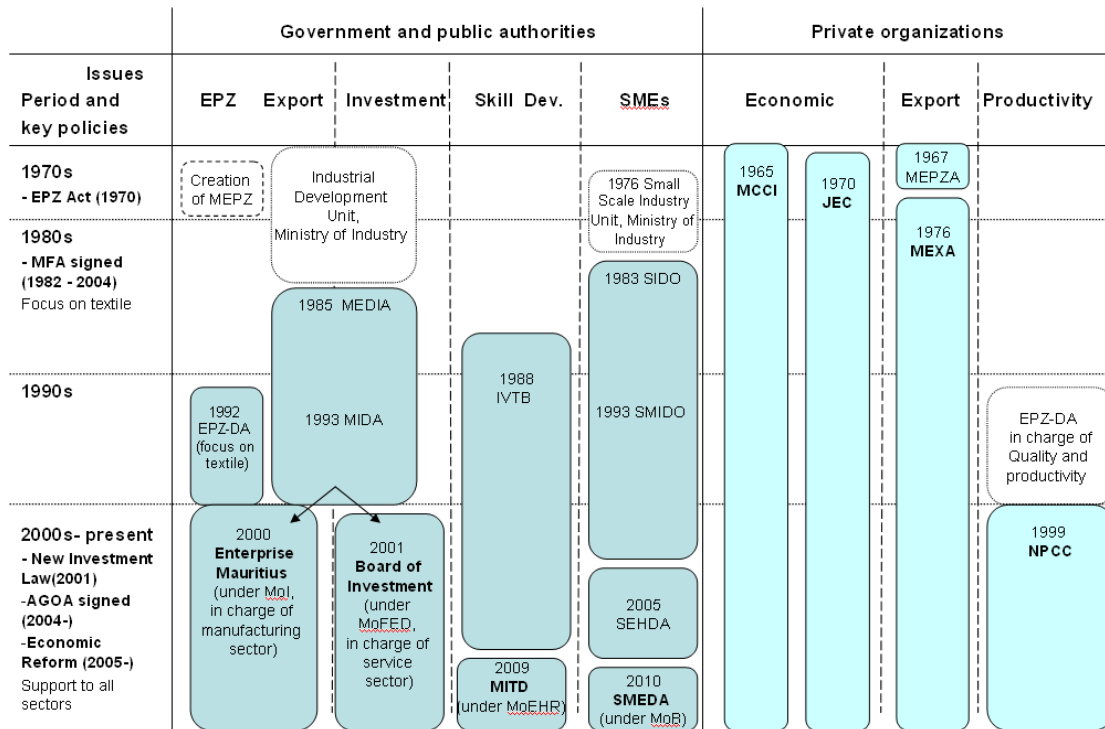 Government and public authorities
Private organizations
Issues
Period and
key policies
EPZ
Export
Investment
Skill Dev.
SMEs
Economic
Export
Productivity
1970s
- EPZ Act (1970)
Creation
of MEPZ
Industrial
Development
Unit,
Ministry of Industry
1976 Small
Scale Industry
Unit, Ministry of
Industry
1965
MCCI
1970
JEC
1967
MEPZA
1980s
- MFA signed
(1982 - 2004)
Focus on textile
1985 MEDIA
1983 SIDO
1976
MEXA
1990s
1992
EPZ-DA
(focus on
textile)
1993 MIDA
1988
IVTB
1993 SMIDO
EPZ-DA
in charge of
Quality and
productivity
2000s- present
- New Investment
Law(2001)
-AGOA signed
(2004-)
-Economic
Reform (2005-)
Support to all
sectors
2000
Enterprise
Mauritius
(under MoI,
in charge of
manufacturing
sector)
2001
Board of
Investment
(under
MoFED,
in charge of
service
sector)
2009
MITD
(under MoEHR)
2005
SEHDA
2010
SMEDA
(under MoB)
1999
NPCC